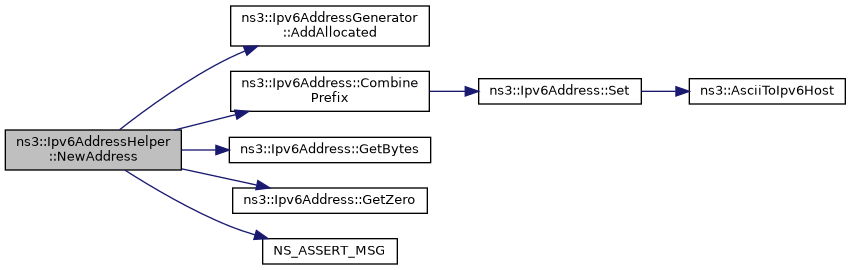 ns3::Ipv6AddressGenerator
::AddAllocated
ns3::Ipv6Address::Combine
Prefix
ns3::Ipv6Address::Set
ns3::AsciiToIpv6Host
ns3::Ipv6AddressHelper
::NewAddress
ns3::Ipv6Address::GetBytes
ns3::Ipv6Address::GetZero
NS_ASSERT_MSG